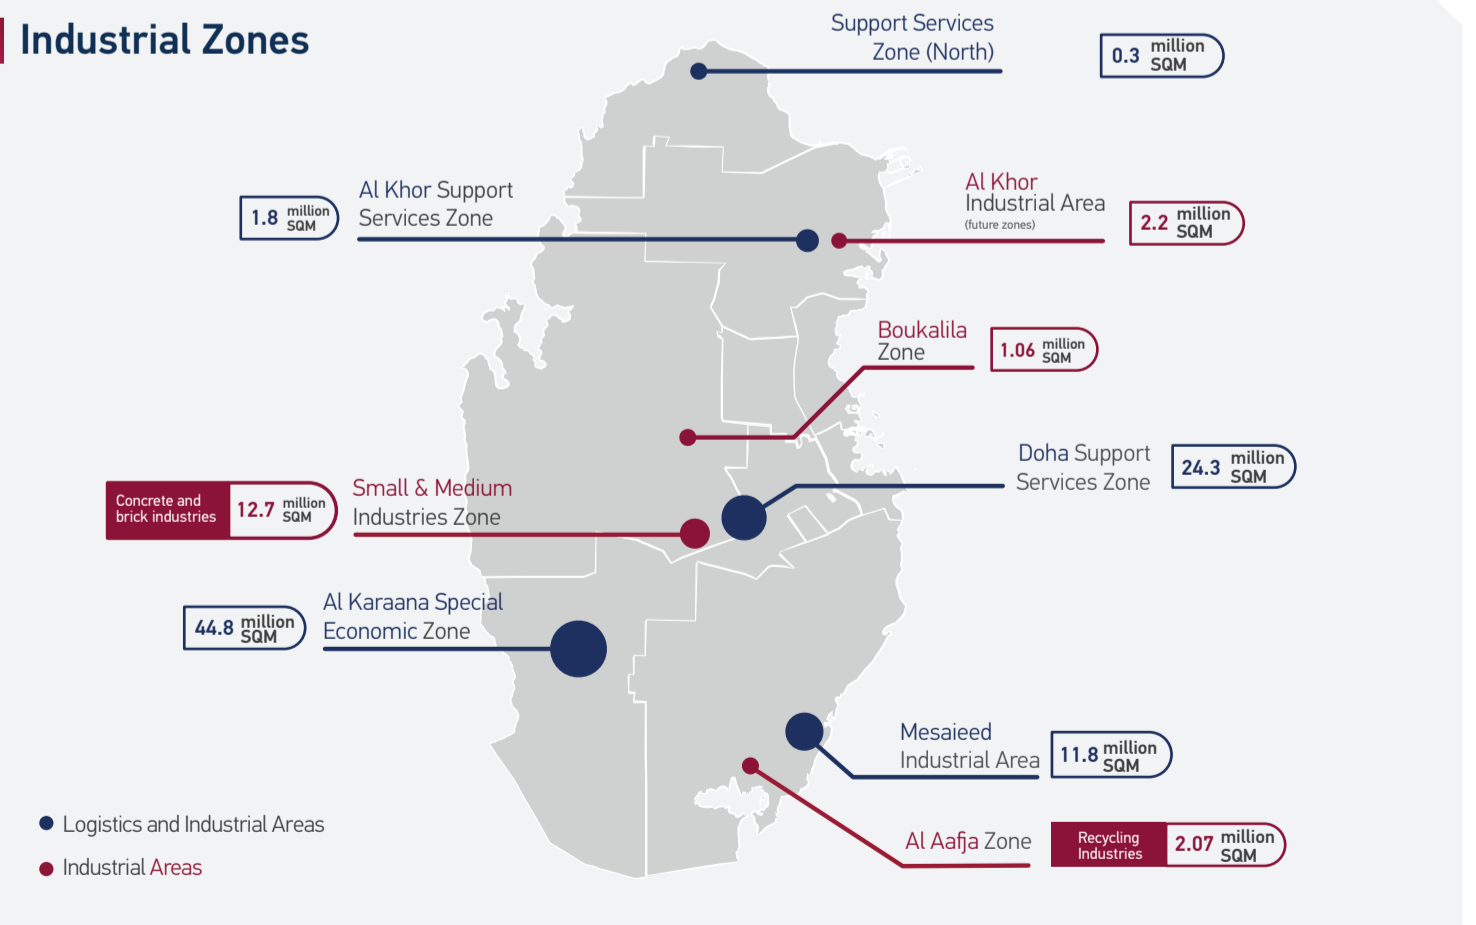 Industrial Zones
Support Services
Zone (North)
0.3 million
SQM
Al Khor Support
Services Zone
1.8 million
SQM
Al Khor
Industrial Area
(future zones)
2.2 million
SQM
Boukalila
Zone
1.06 million
SQM
Doha Support
Services Zone
24.3 million
SQM
Concrete and
brick industries
12.7 million
SQM
Small & Medium
Industries Zone
44.8 million
SQM
Al Karaana Special
Economic Zone
Mesaieed
Industrial Area
11.8 million
SQM
Al Aafja Zone
Recycling
Industries
2.07 million
SQM
Logistics and Industrial Areas
Industrial Areas